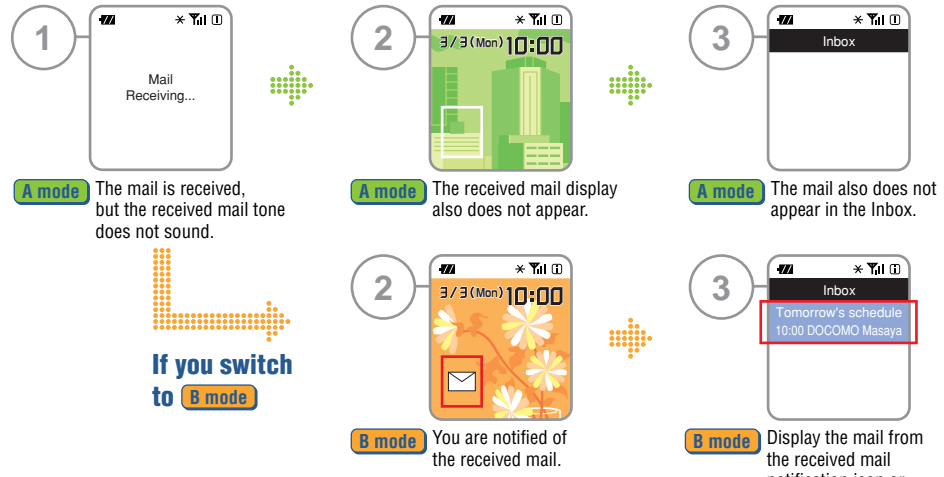 1
Mail
Receiving...
A mode The mail is received,
but the received mail tone
does not sound.
2
3/3(Mon)10:00
A mode The received mail display
also does not appear.
3
Inbox
A mode The mail also does not
appear in the Inbox.
If you switch
to B mode
2
3/3(Mon)10:00
B mode You are notified of
the received mail.
3
Inbox
Tomorrow's schedule
10:00 DOCOMO Masaya
B mode Display the mail from
the received mail
notification icon or